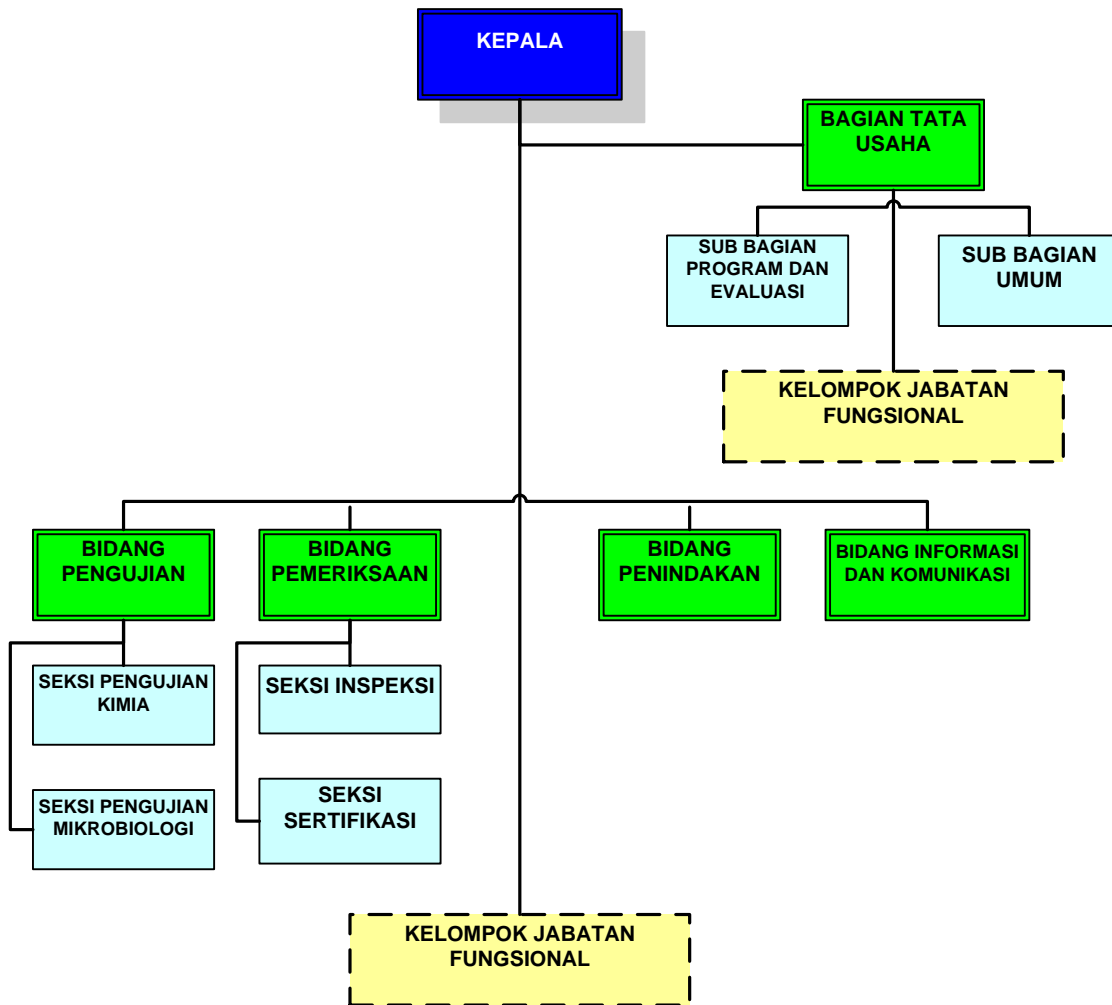 KEPALA
BAGIAN TATA
USAHA
SUB BAGIAN
PROGRAM DAN
EVALUASI
SUB BAGIAN
UMUM
KELOMPOK JABATAN
FUNGSIONAL
BIDANG
PENGUJIAN
BIDANG
PEMERIKSAAN
BIDANG
PENINDAKAN
BIDANG INFORMASI
DAN KOMUNIKASI
SEKSI PENGUJIAN
KIMIA
SEKSI INSPEKSI
SEKSI PENGUJIAN
MIKROBIOLOGI
SEKSI
SERTIFIKASI
KELOMPOK JABATAN
FUNGSIONAL